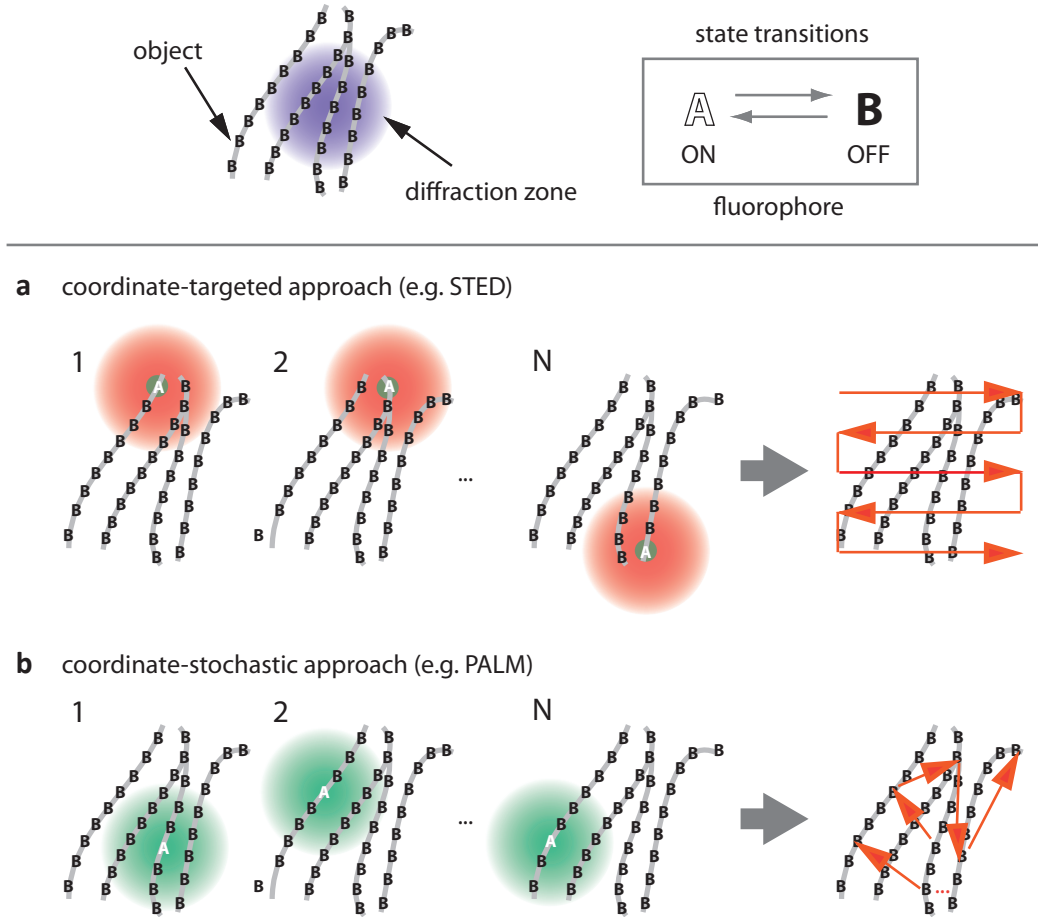 object
diffraction zone
state transitions
A B
ON OFF
fluorophore
a coordinate-targeted approach (e.g. STED)
1 2 N
A A
...
A
b coordinate-stochastic approach (e.g. PALM)
1 2 N
A
A ... A
...